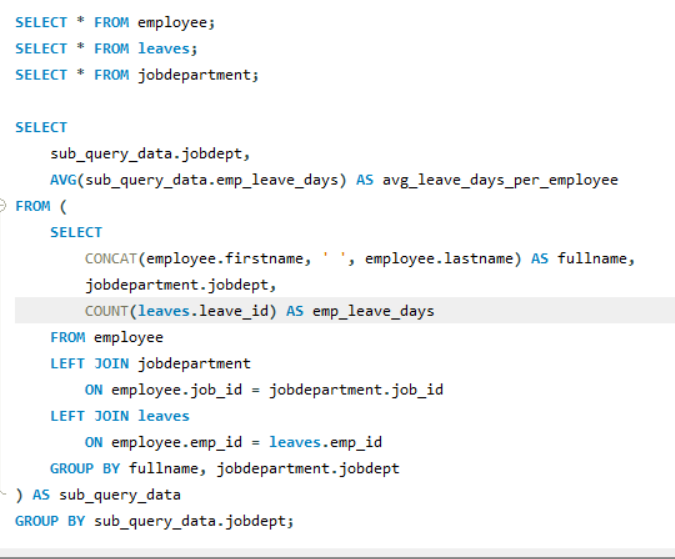 SELECT * FROM employee;
SELECT * FROM leaves;
SELECT * FROM jobdepartment;
SELECT
sub_query_data.jobdept,
AVG(sub_query_data.emp_leave_days) AS avg_leave_days_per_employee
FROM (
SELECT
CONCAT(employee.firstname, ' ', employee.lastname) AS fullname,
jobdepartment.jobdept,
COUNT(leaves.leave_id) AS emp_leave_days
FROM employee
LEFT JOIN jobdepartment
ON employee.job_id = jobdepartment.job_id
LEFT JOIN leaves
ON employee.emp_id = leaves.emp_id
GROUP BY fullname, jobdepartment.jobdept
) AS sub_query_data
GROUP BY sub_query_data.jobdept;